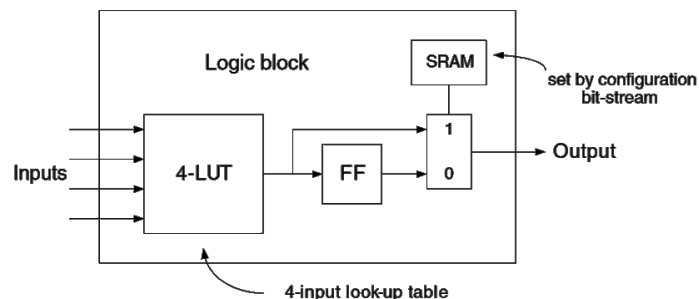 Logic block
SRAM
set by configuration
bit-stream
1
Inputs
4-LUT
FF
0
Output
4-input look-up table